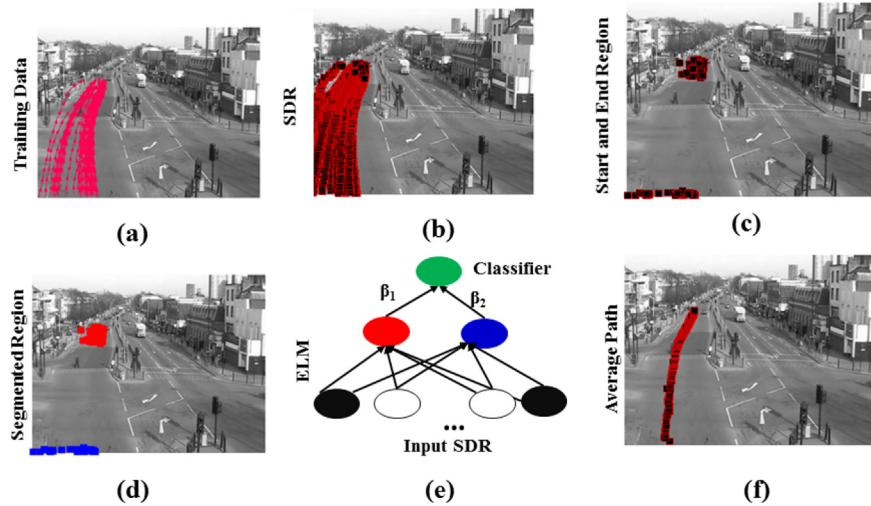 Training Data
(a)
SDR
(b)
Start and End Region
(c)
Segmented Region
(d)
ELM
Classifier
β1
β2
...
Input SDR
(e)
Average Path
(f)